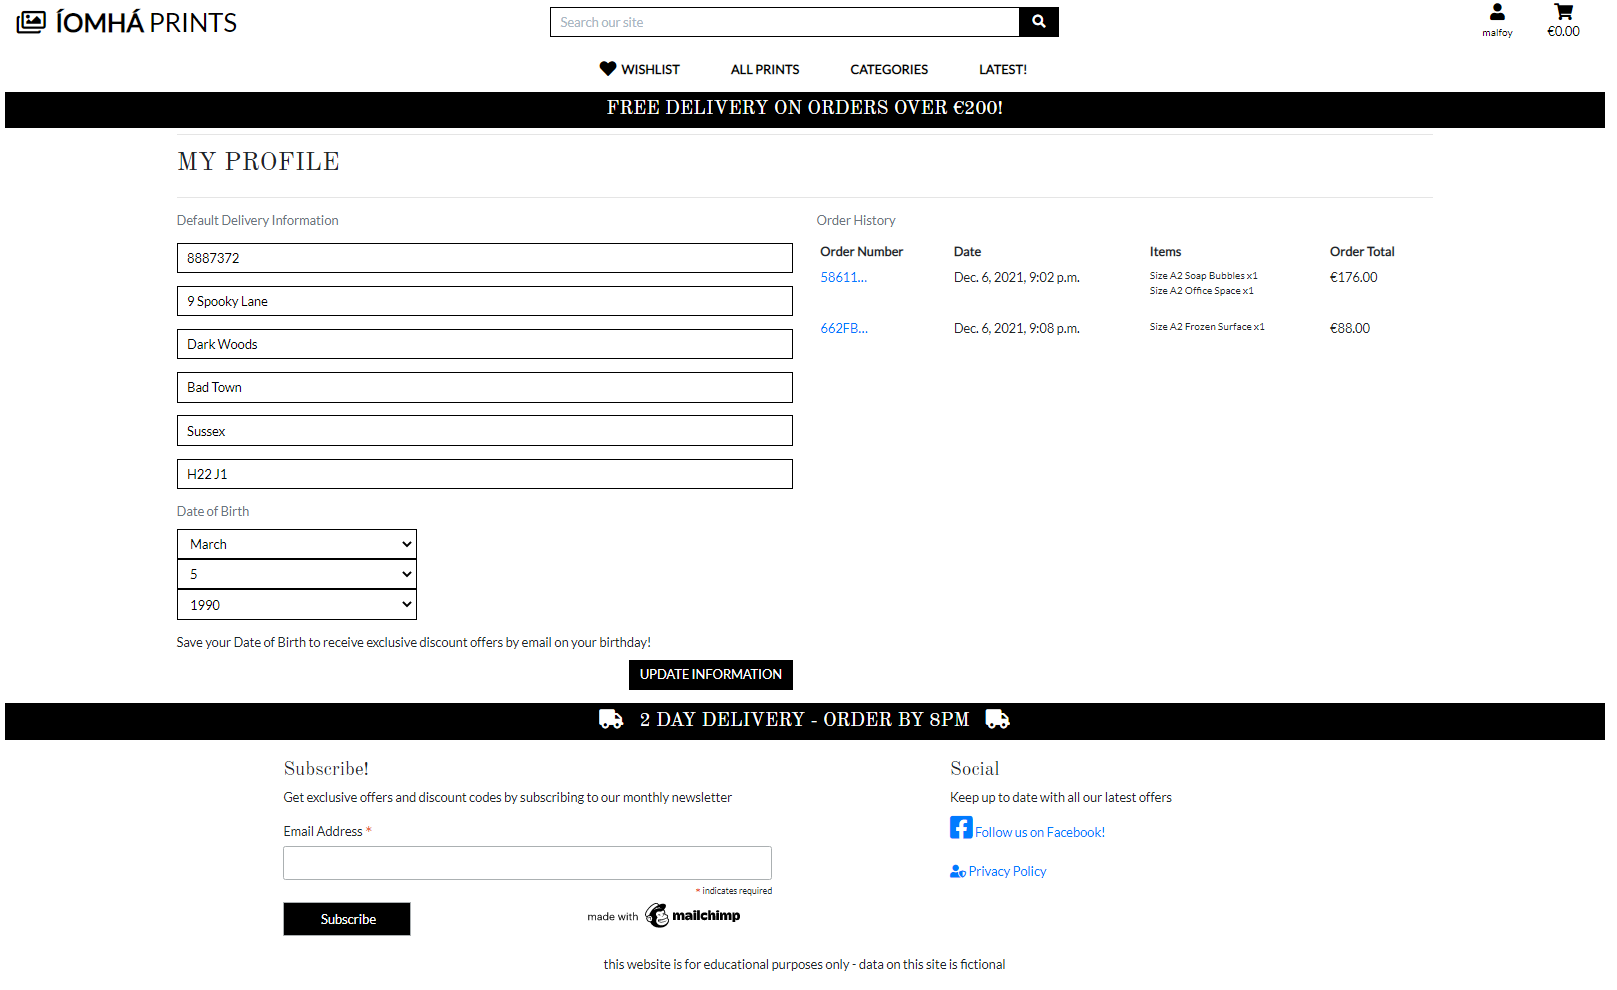 ÍOMHÁ PRINTS
Search our site
malfoy
€0.00
WISHLIST
ALL PRINTS
CATEGORIES
LATEST!
FREE DELIVERY ON ORDERS OVER €200!
MY PROFILE
Default Delivery Information
8887372
9 Spooky Lane
Dark Woods
Bad Town
Sussex
H22 J1
Date of Birth
March
5
1990
Save your Date of Birth to receive exclusive discount offers by email on your birthday!
UPDATE INFORMATION
Order History
Order Number Date Items Order Total
58611... Dec. 6, 2021, 9:02 p.m. Size A2 Soap Bubbles x1 €176.00
Size A2 Office Space x1
662FB... Dec. 6, 2021, 9:08 p.m. Size A2 Frozen Surface x1 €88.00
2 DAY DELIVERY - ORDER BY 8PM
Subscribe!
Get exclusive offers and discount codes by subscribing to our monthly newsletter
Email Address *
* indicates required
Subscribe
made with mailchimp
Social
Keep up to date with all our latest offers
Follow us on Facebook!
Privacy Policy
this website is for educational purposes only - data on this site is fictional